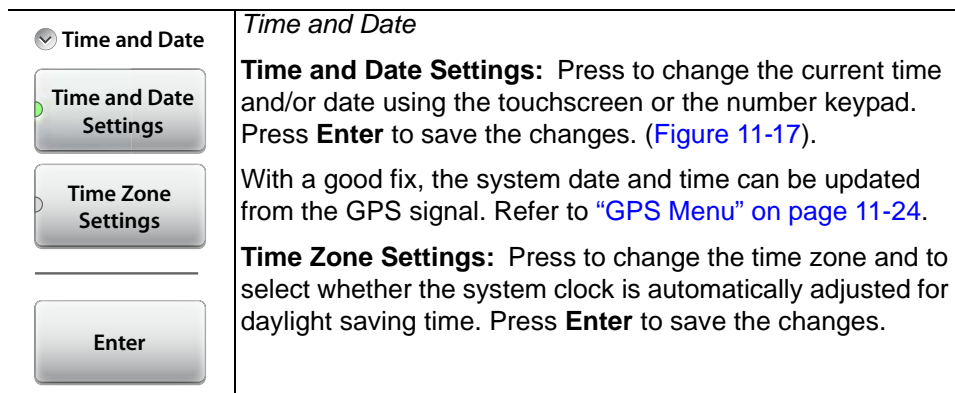 Time and Date
Time and Date
Settings
Time Zone
Settings
Enter
Time and Date
Time and Date Settings: Press to change the current time
and/or date using the touchscreen or the number keypad.
Press Enter to save the changes. (Figure 11-17).
With a good fix, the system date and time can be updated
from the GPS signal. Refer to “GPS Menu” on page 11-24.
Time Zone Settings: Press to change the time zone and to
select whether the system clock is automatically adjusted for
daylight saving time. Press Enter to save the changes.